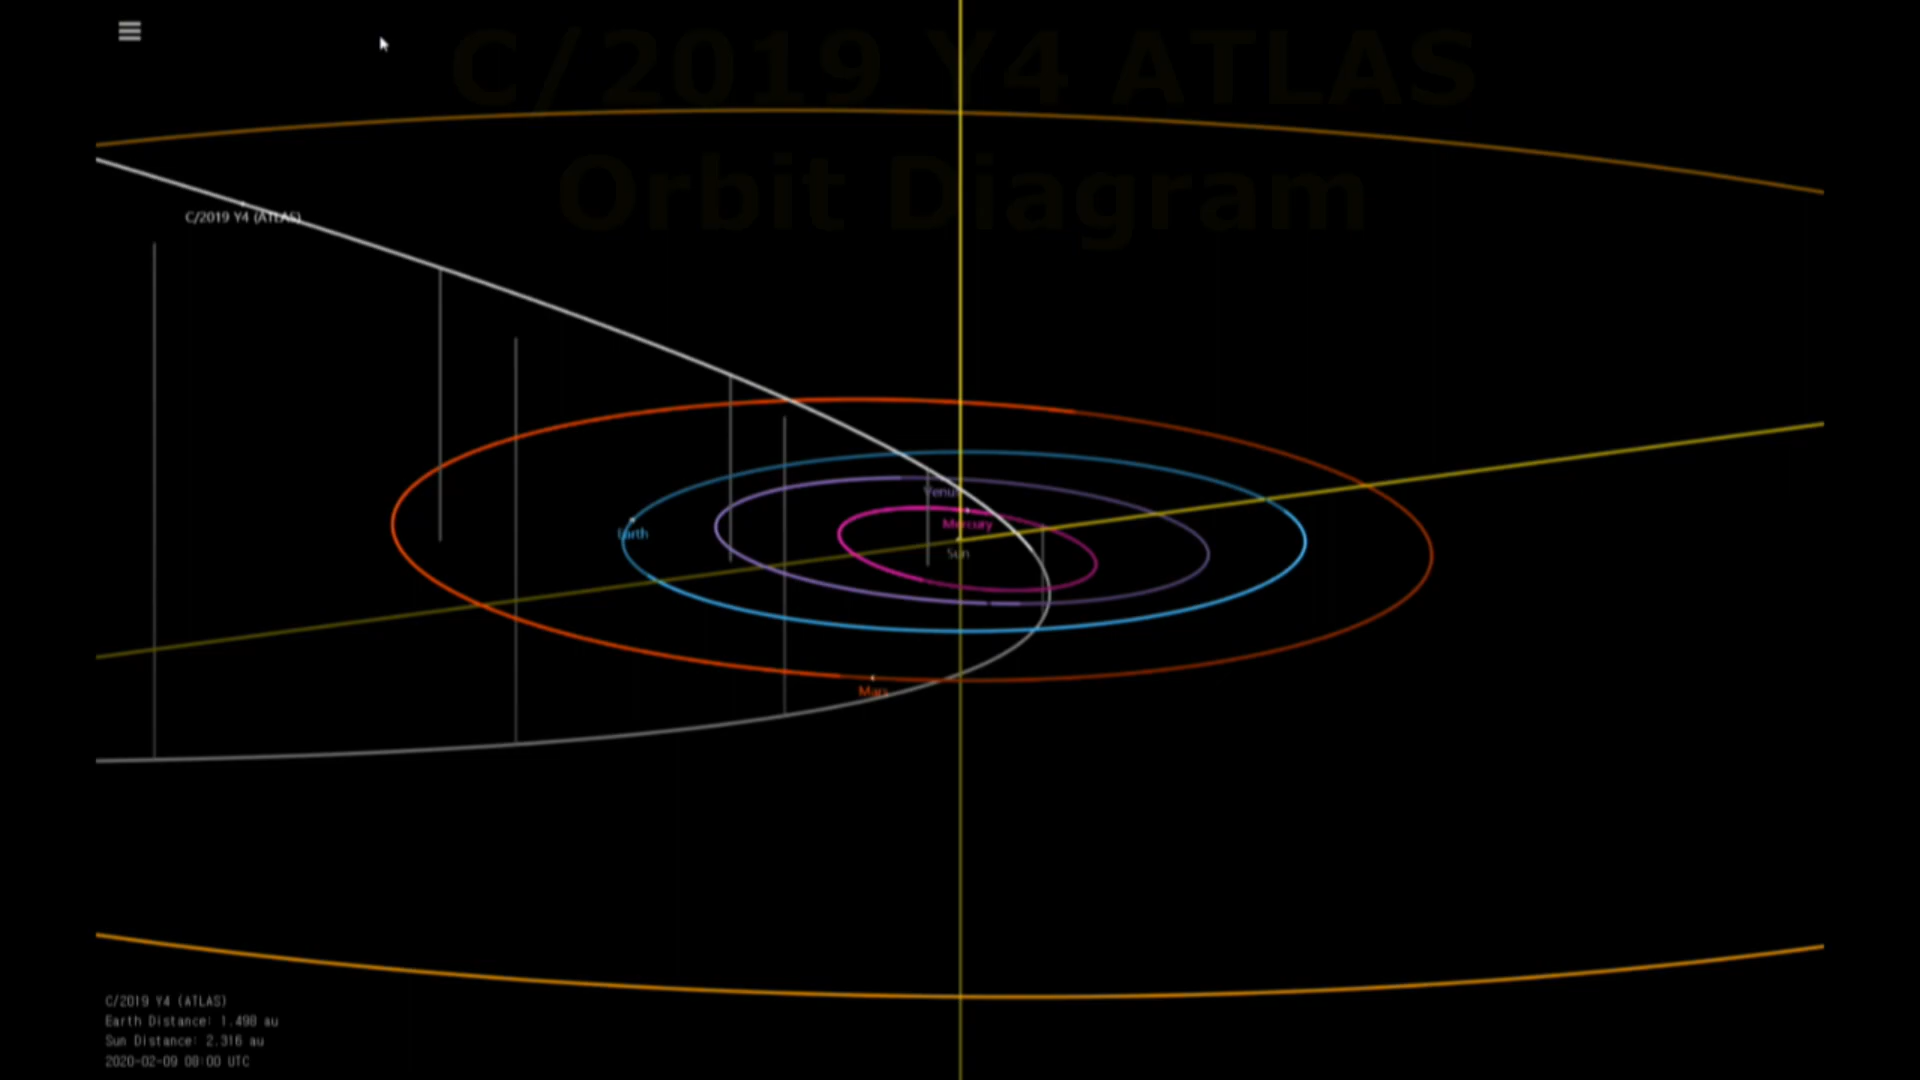 C/2019 Y4 ATLAS
Orbit Diagram
C/2019 Y4 (ATLAS)
Venus
Mercury
Earth
Sun
Mars
C/2019 Y4 (ATLAS)
Earth Distance: 1.498 au
Sun Distance: 2.316 au
2020-02-09 08:00 UTC